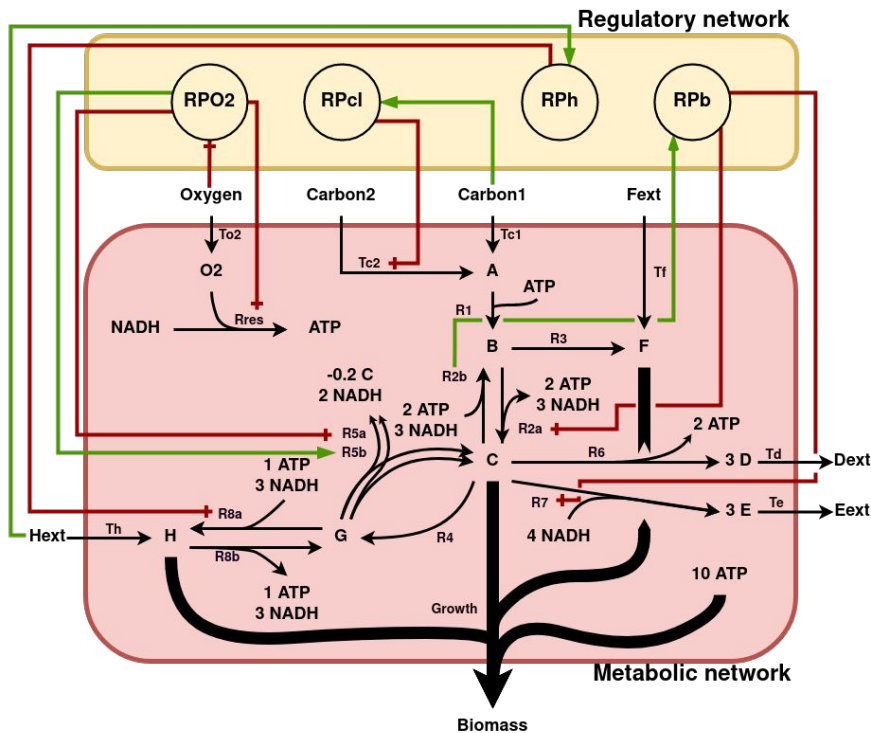 Regulatory network
RPO2
RPcl
RPh
RPb
Oxygen
Carbon2
Carbon1
Fext
To2
Tc1
O2
Tc2
A
Tf
ATP
R1
Rres
NADH
ATP
B
R3
F
R2b
-0.2 C
2 NADH
2 ATP
3 NADH
2 ATP
3 NADH
R2a
2 ATP
R5a
R5b
R6
C
3 D
Td
Dext
1 ATP
3 NADH
R7
R8a
3 E
Te
Eext
Hext
Th
H
G
R4
4 NADH
R8b
10 ATP
1 ATP
3 NADH
Growth
Metabolic network
Biomass